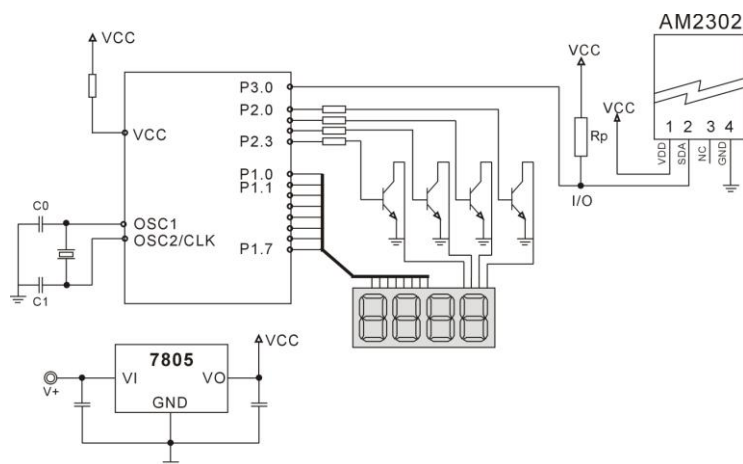 AM2302
VCC
VCC
VCC
VCC
P3.0
P2.0
P2.3
P1.0
P1.1
P1.7
OSC1
OSC2/CLK
C0
C1
Rp
I/O
1 2 3 4
VDD
SDA
NC
GND
8888
7805
VI
VO
GND
V+
VCC